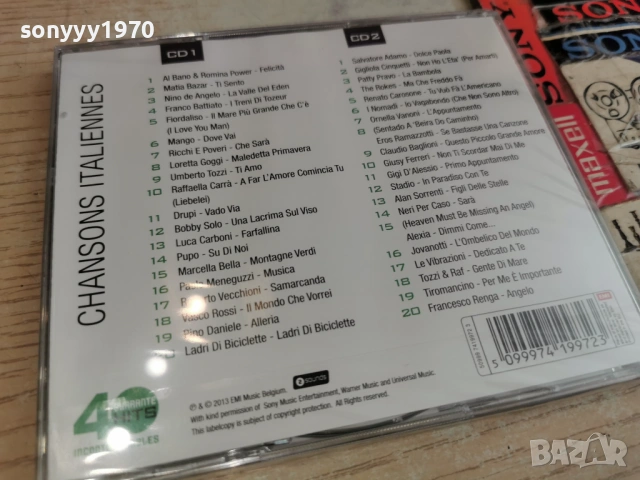 sonyyy1970
CHANSONS ITALIENNES
CD 1
1 Al Bano & Romina Power - Felicità
2 Matia Bazar - Ti Sento
3 Nino de Angelo - La Valle Del Eden
4 Franco Battiato - I Treni Di Tozeur
5 Fiordaliso - Il Mare Più Grande Che C'è
(I Love You Man)
6 Mango - Dove Vai
7 Ricchi E Poveri - Che Sarà
8 Loretta Goggi - Maledetta Primavera
9 Umberto Tozzi - Ti Amo
10 Raffaella Carrà - A Far L'Amore Comincia Tu
(Liebelei)
11 Drupi - Vado Via
12 Bobby Solo - Una Lacrima Sul Viso
13 Luca Carboni - Farfallina
14 Pupo - Su Di Noi
15 Marcella Bella - Montagne Verdi
16 Paolo Meneguzzi - Musica
17 Roberto Vecchioni - Samarcanda
18 Vasco Rossi - Il Mondo Che Vorrei
19 Pino Daniele - Alleria
20 Ladri Di Biciclette - Ladri Di Biciclette
CD 2
1 Salvatore Adamo - Dolce Paola
2 Gigliola Cinquetti - Non Ho L'Eta' (Per Amarti)
3 Patty Pravo - La Bambola
4 The Rokes - Ma Che Freddo Fà
5 Renato Carosone - Tu Vuò Fà L'Americano
6 I Nomadi - Io Vagabondo (Che Non Sono Altro)
7 Ornella Vanoni - L'Appuntamento
(Sentado A 'Beira Do Caminho)
8 Eros Ramazzotti - Se Bastasse Una Canzone
9 Claudio Baglioni - Questo Piccolo Grande Amore
10 Giusy Ferreri - Non Ti Scordar Mai Di Me
11 Gigi D'Alessio - Primo Appuntamento
12 Stadio - In Paradiso Con Te
13 Alan Sorrenti - Figli Delle Stelle
14 Neri Per Caso - Sarà
(Heaven Must Be Missing An Angel)
15 Alexia - Dimmi Come...
16 Jovanotti - L'Ombelico Del Mondo
17 Le Vibrazioni - Dedicato A Te
18 Tozzi & Raf - Gente Di Mare
19 Tiromancino - Per Me È Importante
20 Francesco Renga - Angelo
40
HITS
sounds
℗ & © 2013 EMI Music Belgium.
With kind permission of Sony Music Entertainment, Warner Music and Universal Music.
This labelcopy is subject of copyright protection. All rights reserved.
5 099974 199723
SONY
maxell
BAZAR
bg